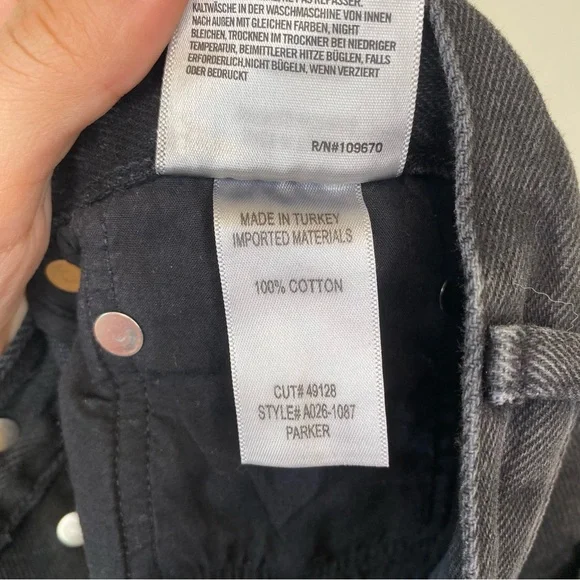 KALTWÄSCHE IN DER WASCHMASCHINE VON INNEN
NACH AUßEN MIT GLEICHEN FARBEN, NIGHT
BLEICHEN, TROCKNEN IM TROCKNER BEI NIEDRIGER
TEMPERATUR, BEIMITTLERER HITZE BÜGELN, FALLS
ERFORDERLICH,NICHT BÜGELN, WENN VERZIERT
ODER BEDRUCKT
R/N#109670
MADE IN TURKEY
IMPORTED MATERIALS
100% COTTON
CUT# 49128
STYLE# A026-1087
PARKER